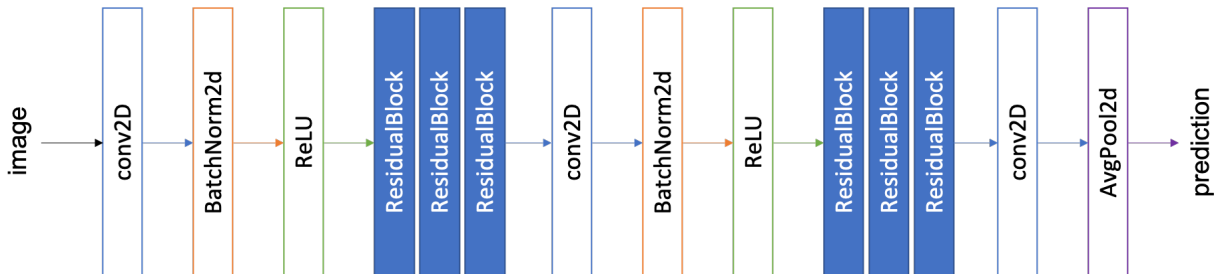 image
conv2D
BatchNorm2d
ReLU
ResidualBlock
ResidualBlock
ResidualBlock
conv2D
BatchNorm2d
ReLU
ResidualBlock
ResidualBlock
ResidualBlock
conv2D
AvgPool2d
prediction